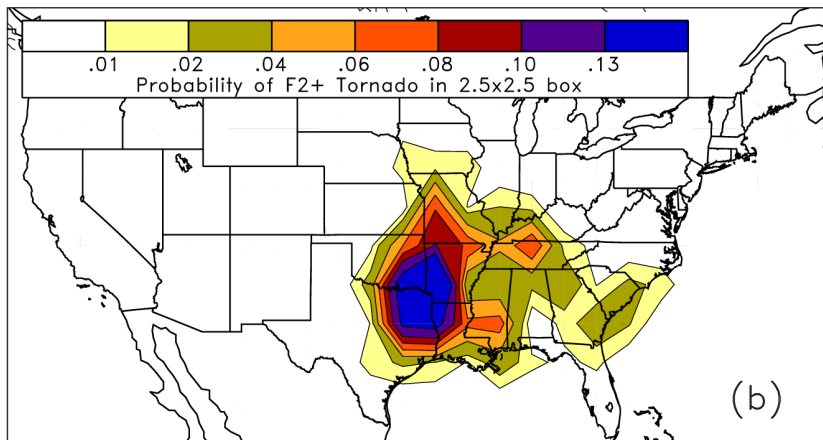 .01 .02 .04 .06 .08 .10 .13
Probability of F2+ Tornado in 2.5x2.5 box
(b)